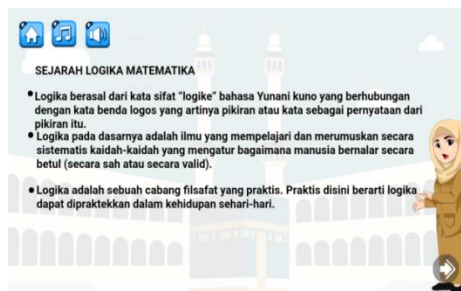 SEJARAH LOGIKA MATEMATIKA
Logika berasal dari kata sifat "logike" bahasa Yunani kuno yang berhubungan
dengan kata benda logos yang artinya pikiran atau kata sebagai pernyataan dari
pikiran itu.
Logika pada dasarnya adalah ilmu yang mempelajari dan merumuskan secara
sistematis kaidah-kaidah yang mengatur bagaimana manusia bernalar secara
betul (secara sah atau secara valid).
Logika adalah sebuah cabang filsafat yang praktis. Praktis disini berarti logika
dapat dipraktekkan dalam kehidupan sehari-hari.